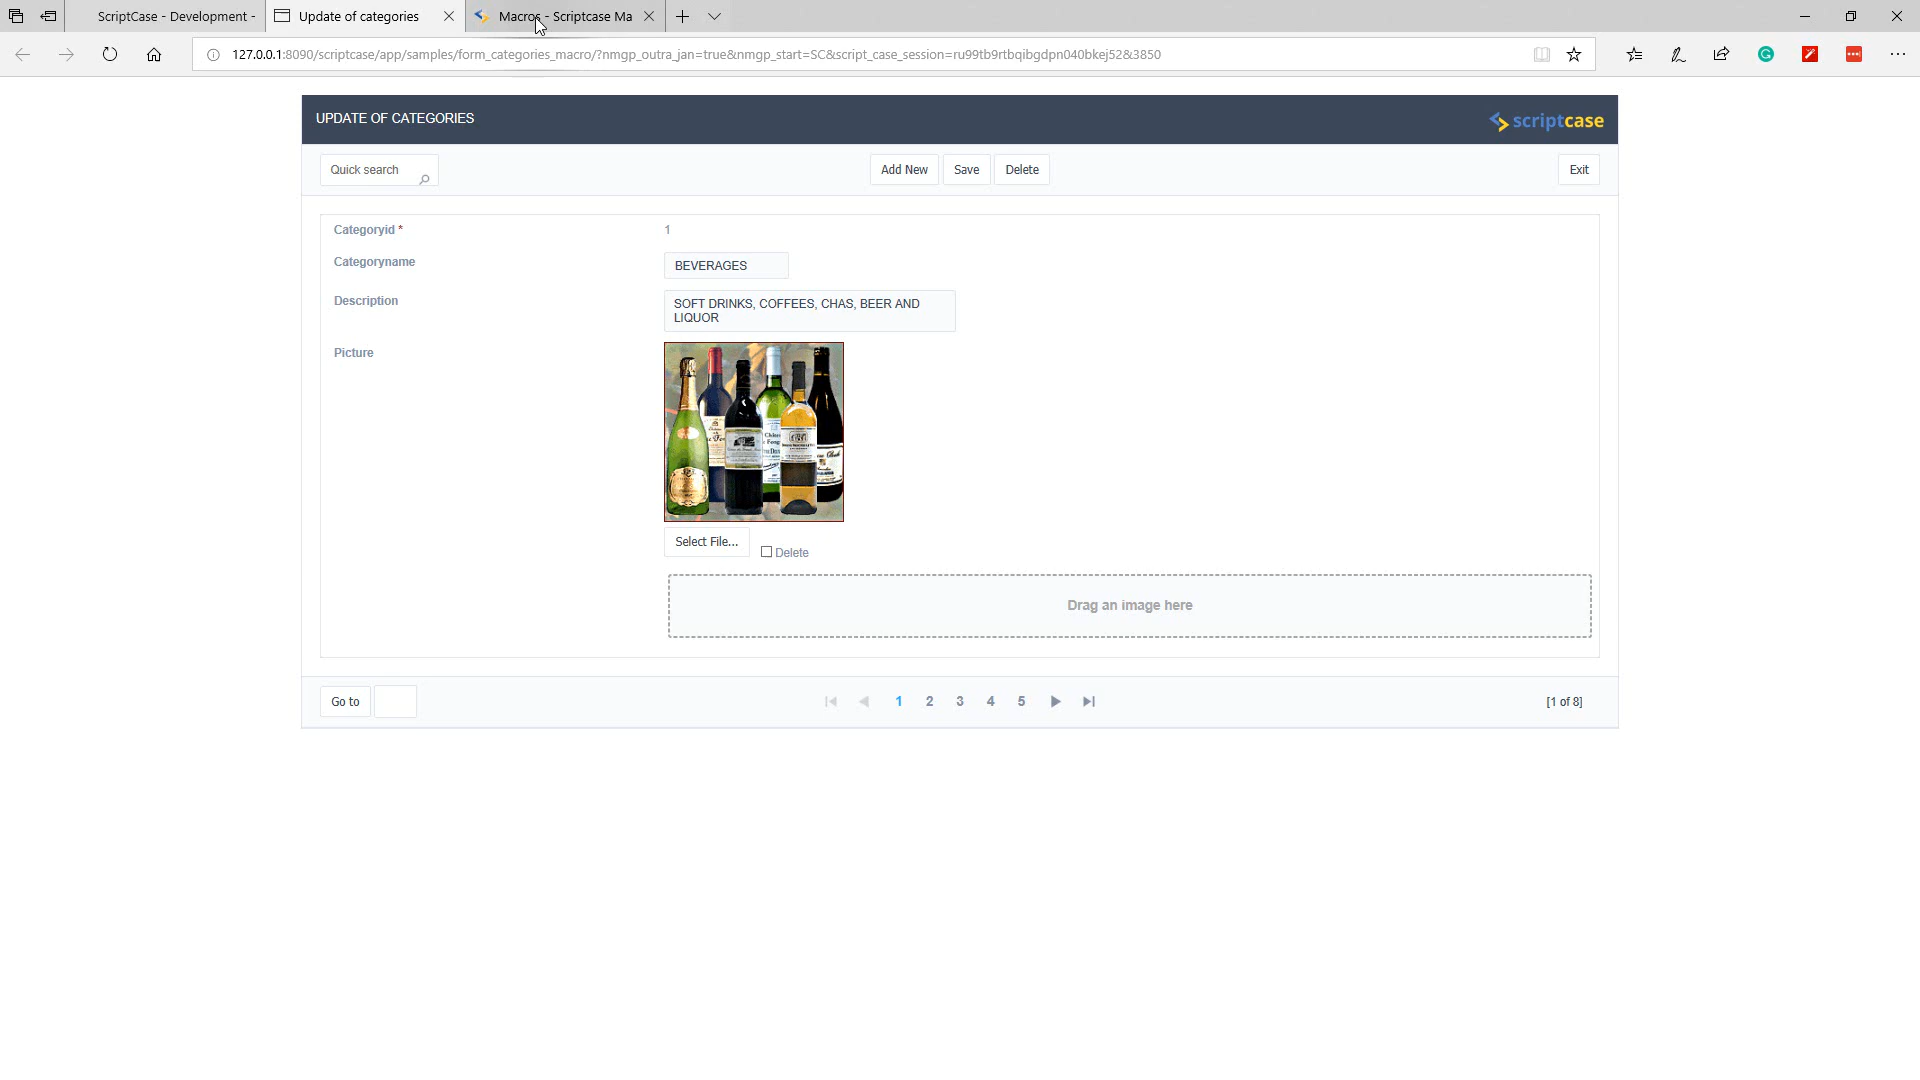 ScriptCase - Development -
Update of categories
Macros - Scriptcase Ma
127.0.0.1:8090/scriptcase/app/samples/form_categories_macro/?nmgp_outra_jan=true&nmgp_start=SC&script_case_session=ru99tb9rtbqibgdpn040bkej52&3850
UPDATE OF CATEGORIES
scriptcase
Quick search
Add New
Save
Delete
Exit
Categoryid *
1
Categoryname
BEVERAGES
Description
SOFT DRINKS, COFFEES, CHAS, BEER AND
LIQUOR
Picture
Select File...
Delete
Drag an image here
Go to
1 2 3 4 5
[1 of 8]